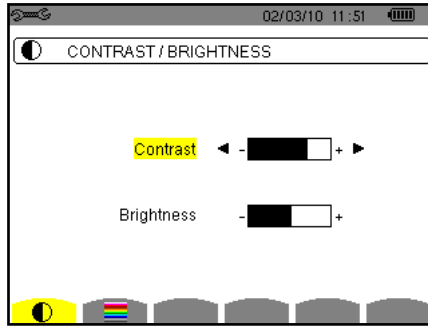 02/03/10 11:51
CONTRAST / BRIGHTNESS
Contrast - +
Brightness - +